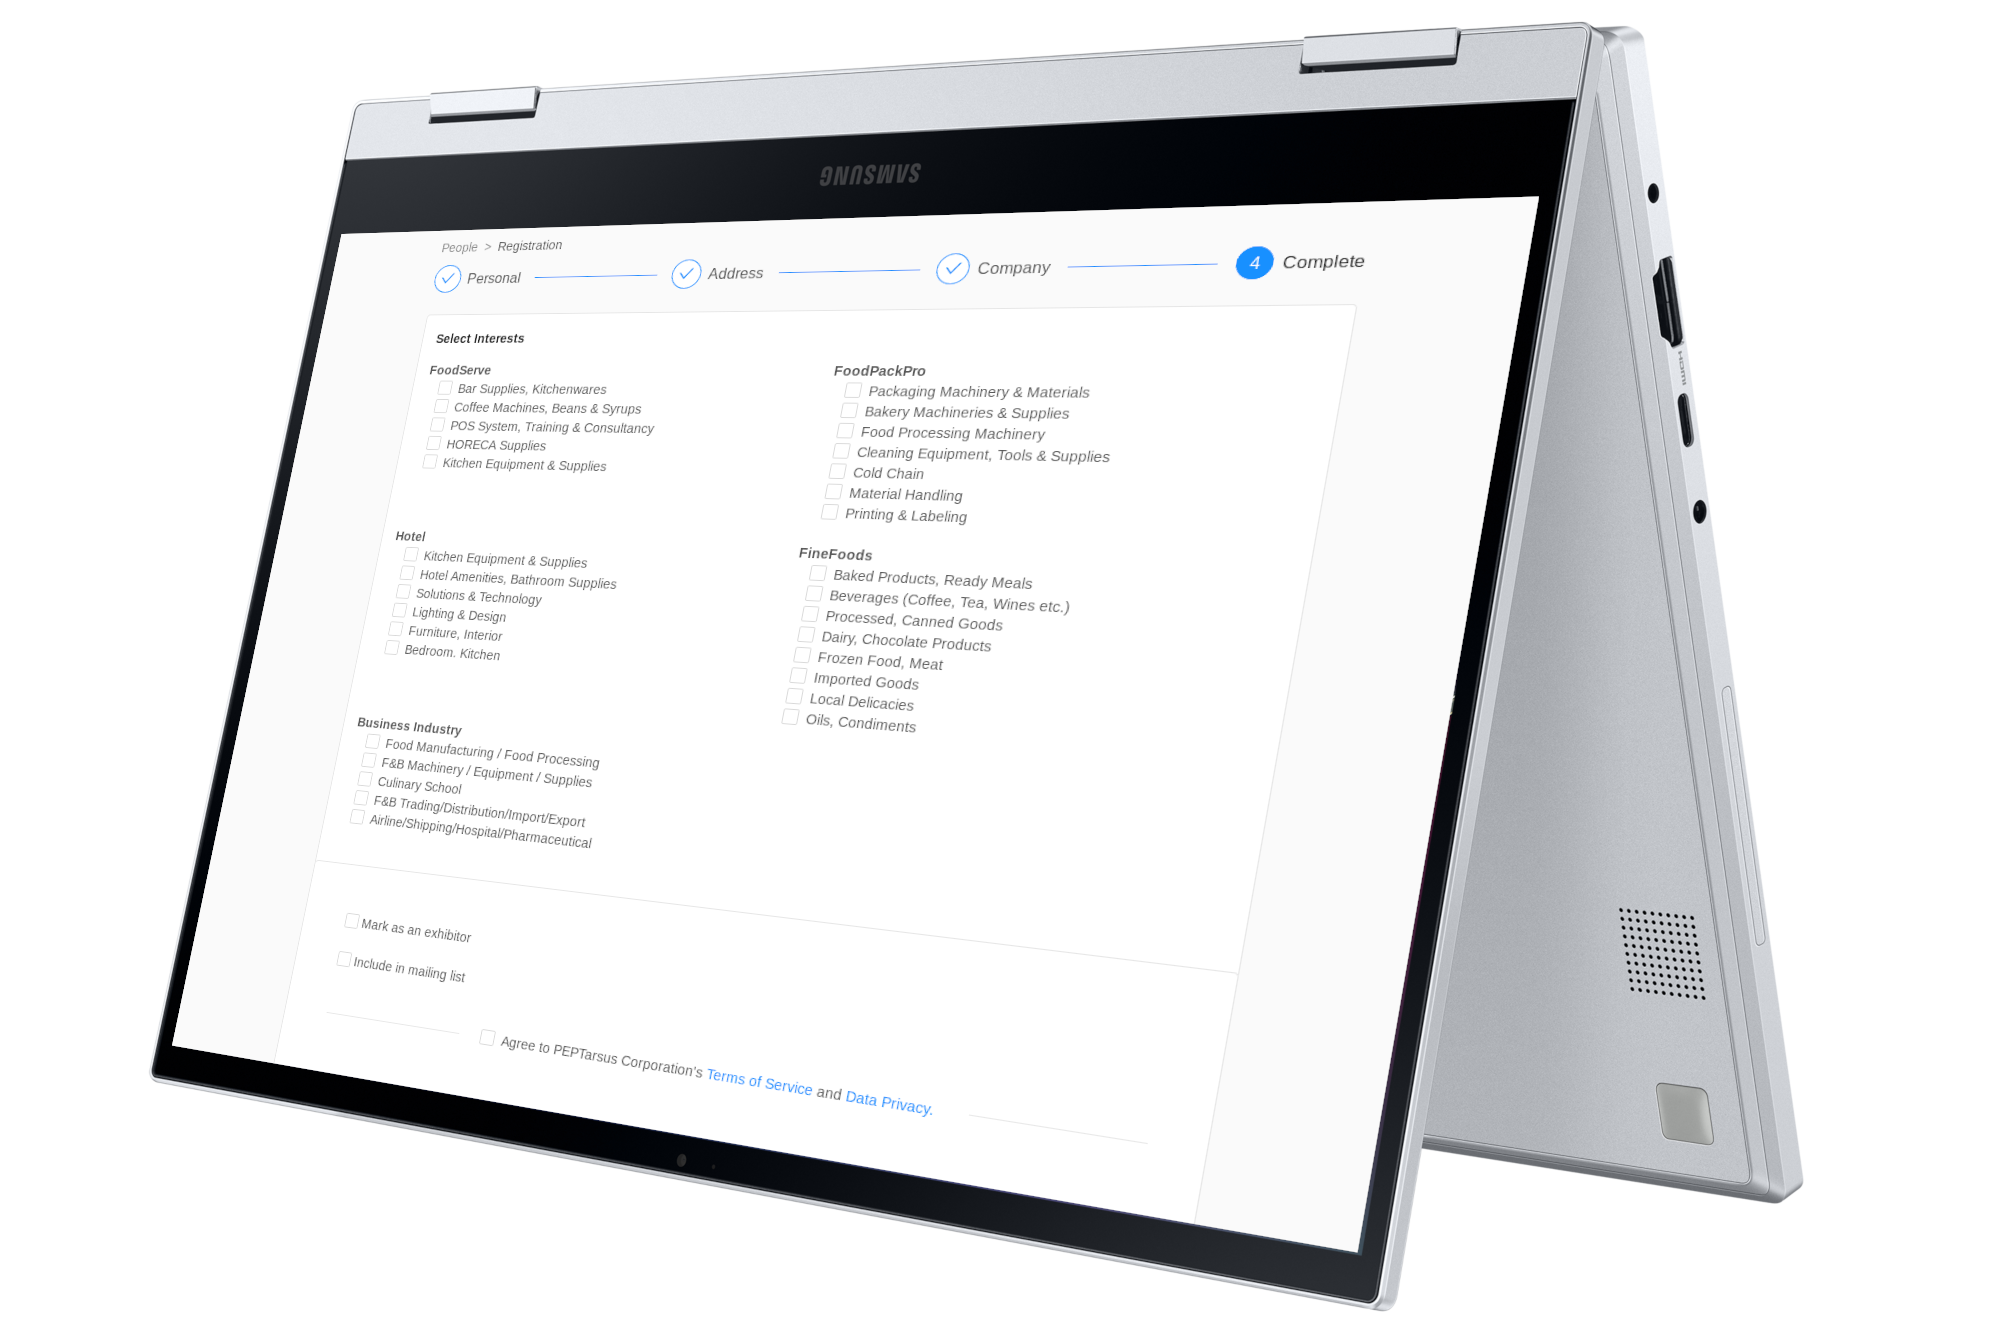 SAMSUNG
People > Registration
Personal Address Company 4 Complete
Select Interests
FoodServe
Bar Supplies, Kitchenwares
Coffee Machines, Beans & Syrups
POS System, Training & Consultancy
HORECA Supplies
Kitchen Equipment & Supplies
FoodPackPro
Packaging Machinery & Materials
Bakery Machineries & Supplies
Food Processing Machinery
Cleaning Equipment, Tools & Supplies
Cold Chain
Material Handling
Printing & Labeling
Hotel
Kitchen Equipment & Supplies
Hotel Amenities, Bathroom Supplies
Solutions & Technology
Lighting & Design
Furniture, Interior
Bedroom. Kitchen
FineFoods
Baked Products, Ready Meals
Beverages (Coffee, Tea, Wines etc.)
Processed, Canned Goods
Dairy, Chocolate Products
Frozen Food, Meat
Imported Goods
Local Delicacies
Oils, Condiments
Business Industry
Food Manufacturing / Food Processing
F&B Machinery / Equipment / Supplies
Culinary School
F&B Trading/Distribution/Import/Export
Airline/Shipping/Hospital/Pharmaceutical
Mark as an exhibitor
Include in mailing list
Agree to PEPTarsus Corporation's Terms of Service and Data Privacy.
HDMI